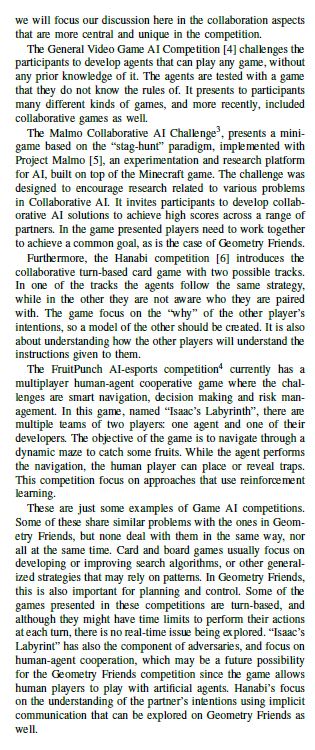 we will focus our discussion here in the collaboration aspects
that are more central and unique in the competition.
The General Video Game AI Competition [4] challenges the
participants to develop agents that can play any game, without
any prior knowledge of it. The agents are tested with a game
that they do not know the rules of. It presents to participants
many different kinds of games, and more recently, included
collaborative games as well.
The Malmo Collaborative AI Challenge3, presents a mini-
game based on the "stag-hunt" paradigm, implemented with
Project Malmo [5], an experimentation and research platform
for AI, built on top of the Minecraft game. The challenge was
designed to encourage research related to various problems
in Collaborative AI. It invites participants to develop collab-
orative AI solutions to achieve high scores across a range of
partners. In the game presented players need to work together
to achieve a common goal, as is the case of Geometry Friends.
Furthermore, the Hanabi competition [6] introduces the
collaborative turn-based card game with two possible tracks.
In one of the tracks the agents follow the same strategy,
while in the other they are not aware who they are paired
with. The game focus on the "why" of the other player's
intentions, so a model of the other should be created. It is also
about understanding how the other players will understand the
instructions given to them.
The FruitPunch AI-esports competition4 currently has a
multiplayer human-agent cooperative game where the chal-
lenges are smart navigation, decision making and risk man-
agement. In this game, named "Isaac's Labyrinth", there are
multiple teams of two players: one agent and one of their
developers. The objective of the game is to navigate through a
dynamic maze to catch some fruits. While the agent performs
the navigation, the human player can place or reveal traps.
This competition focus on approaches that use reinforcement
learning.
These are just some examples of Game AI competitions.
Some of these share similar problems with the ones in Geom-
etry Friends, but none deal with them in the same way, nor
all at the same time. Card and board games usually focus on
developing or improving search algorithms, or other general-
ized strategies that may rely on patterns. In Geometry Friends,
this is also important for planning and control. Some of the
games presented in these competitions are turn-based, and
although they might have time limits to perform their actions
at each turn, there is no real-time issue being explored. "Isaac's
Labyrint" has also the component of adversaries, and focus on
human-agent cooperation, which may be a future possibility
for the Geometry Friends competition since the game allows
human players to play with artificial agents. Hanabi's focus
on the understanding of the partner's intentions using implicit
communication that can be explored on Geometry Friends as
well.